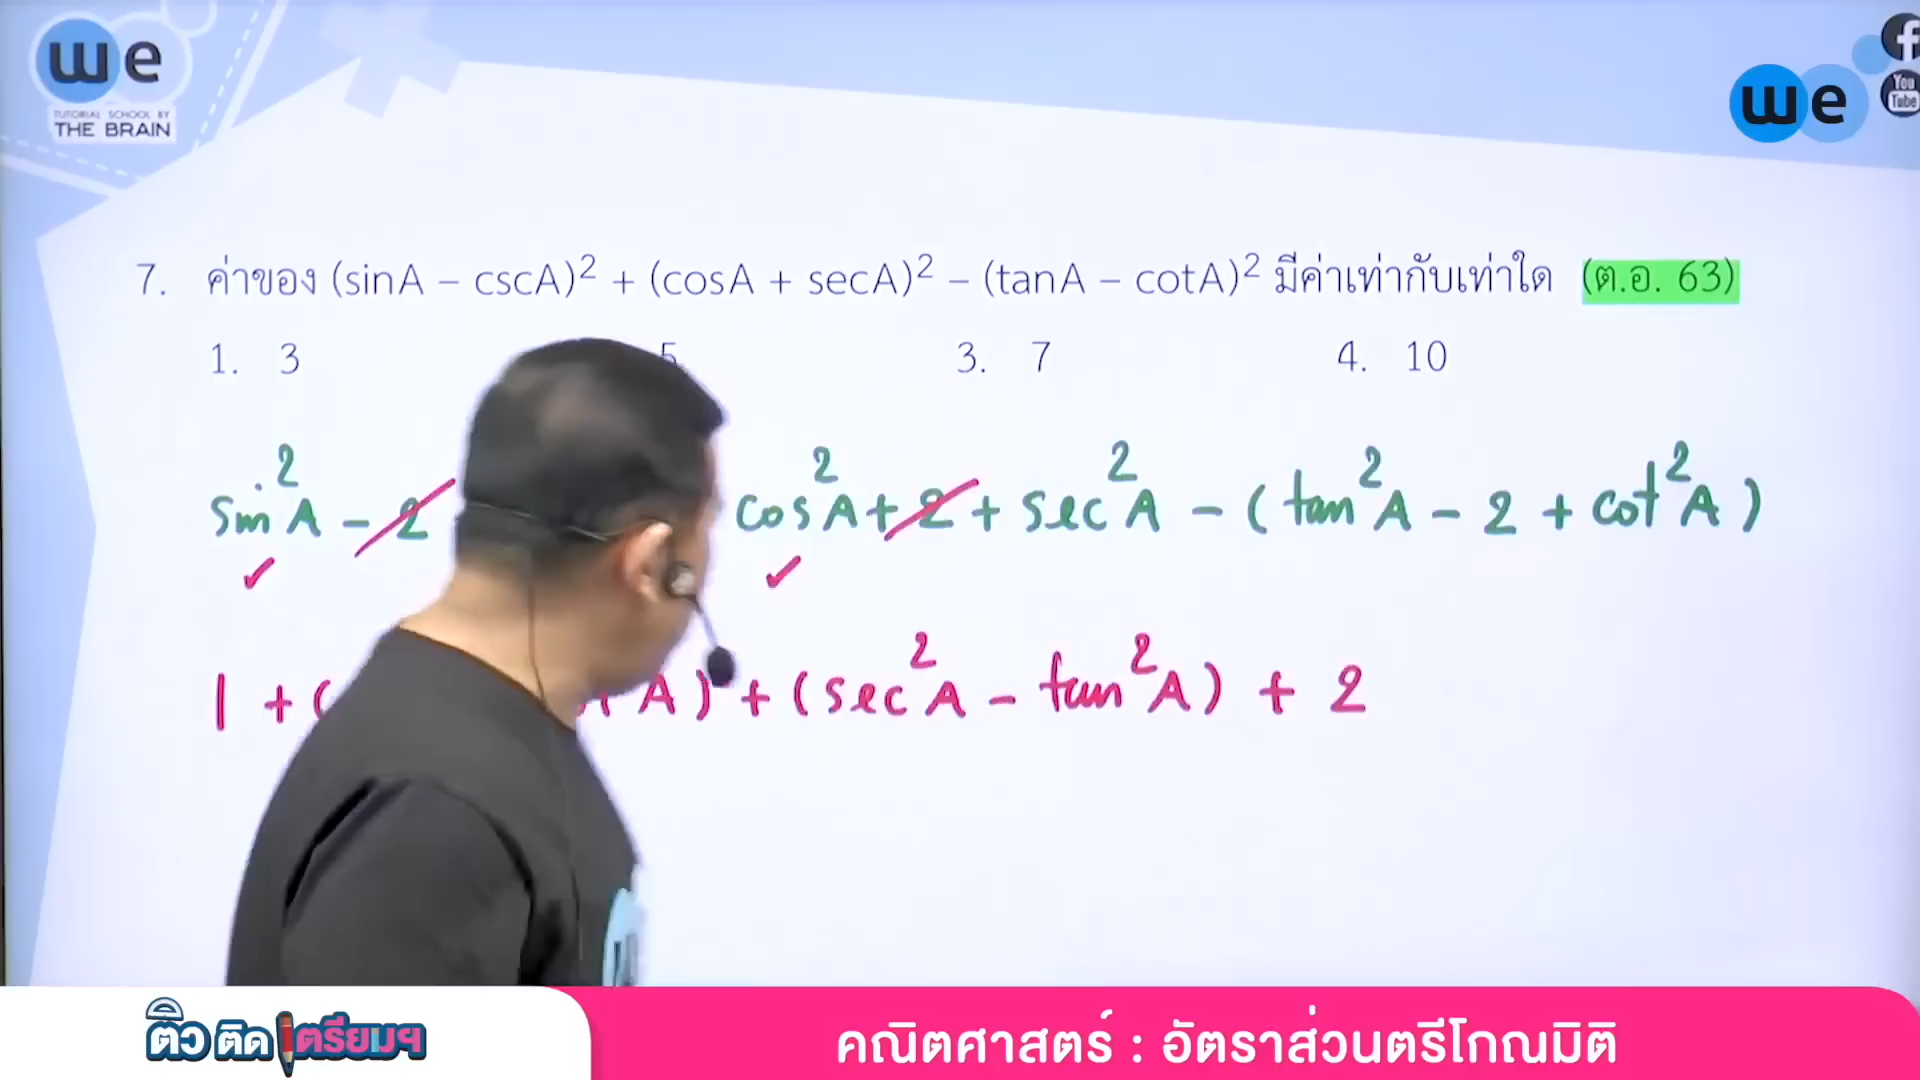 we
TUTORIAL SCHOOL BY
THE BRAIN
we
You
Tube
7. ค่าของ (sinA – cscA)² + (cosA + secA)² – (tanA – cotA)² มีค่าเท่ากับเท่าใด (ต.อ. 63)
1. 3 5 3. 7 4. 10
sin²A - 2 cos²A + 2 + sec²A - (tan²A - 2 + cot²A)
1 + ( A) + (sec²A - tan²A) + 2
ติว ติด เตรียมฯ
คณิตศาสตร์ : อัตราส่วนตรีโกณมิติ